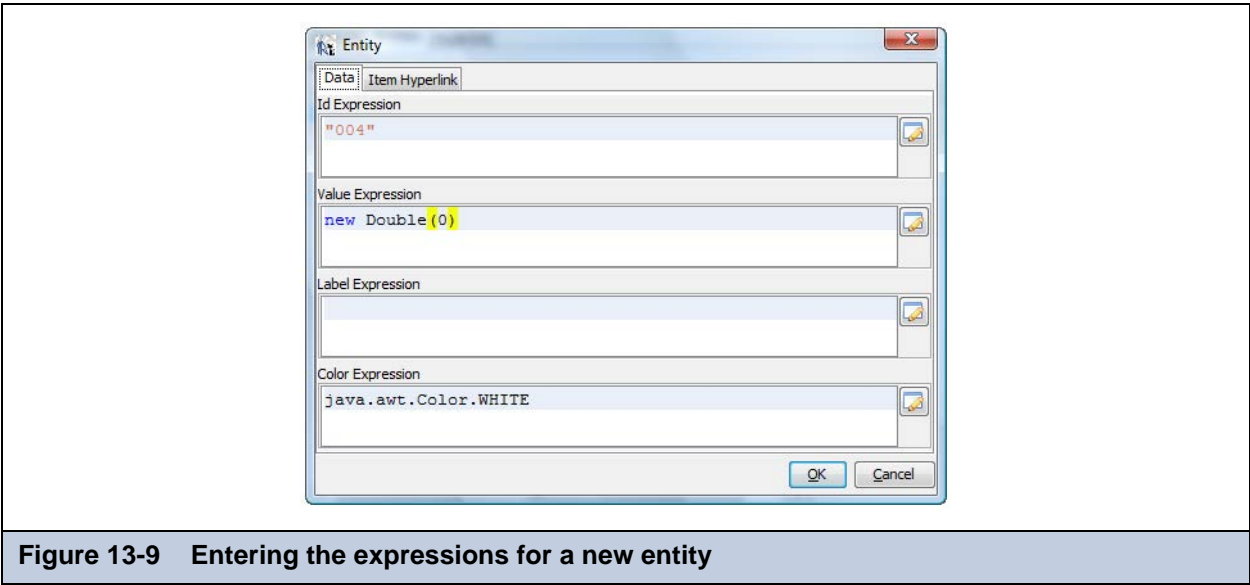 Entity
Data Item Hyperlink
Id Expression
"004"
Value Expression
new Double(0)
Label Expression
Color Expression
java.awt.Color.WHITE
OK Cancel
Figure 13-9 Entering the expressions for a new entity